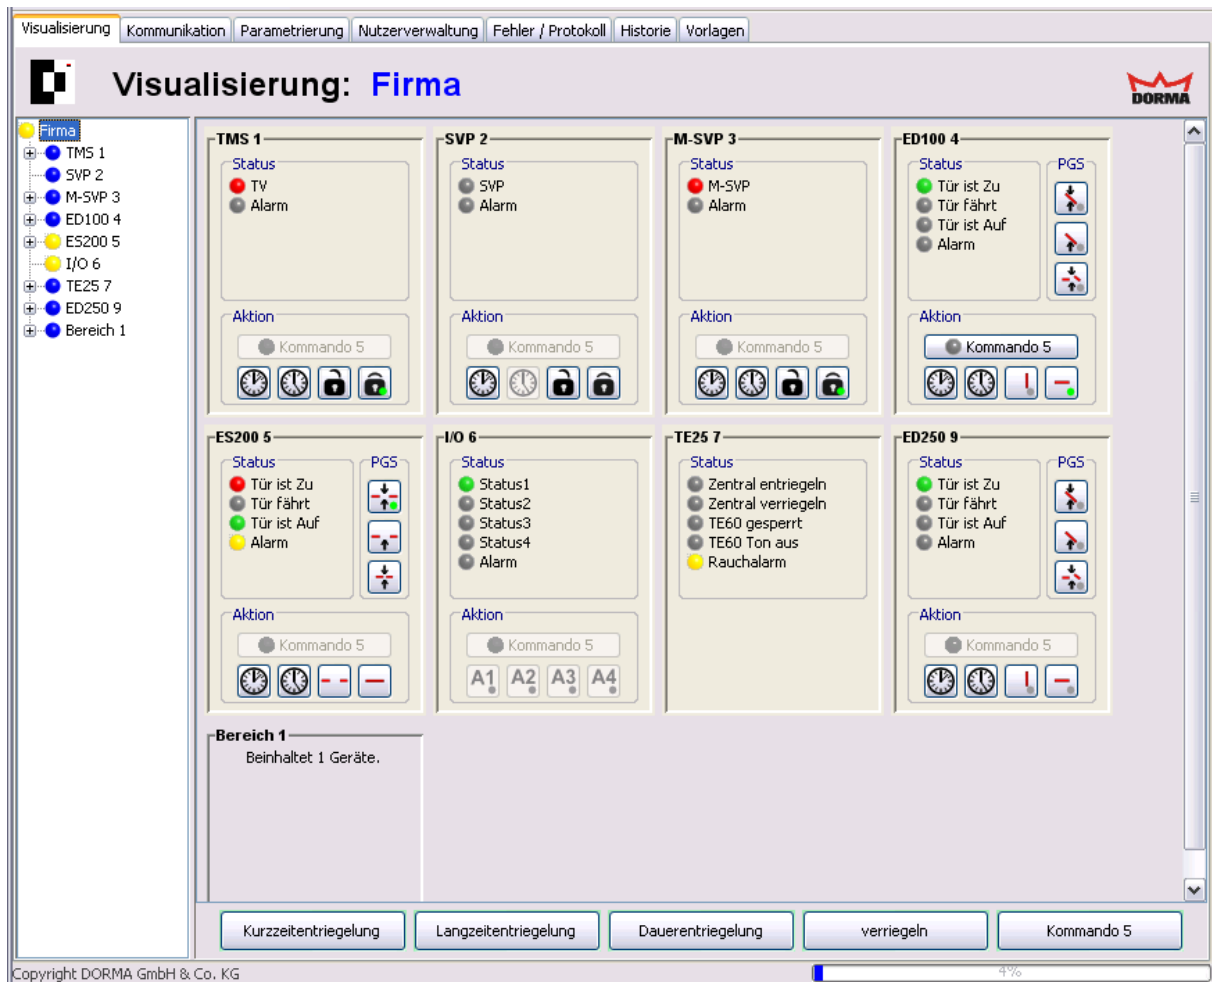 Visualisierung Kommunikation Parametrierung Nutzerverwaltung Fehler / Protokoll Historie Vorlagen
Visualisierung: Firma
DORMA
Firma
TMS 1
SVP 2
M-SVP 3
ED100 4
ES200 5
I/O 6
TE25 7
ED250 9
Bereich 1
TMS 1
Status
TV
Alarm
Aktion
Kommando 5
SVP 2
Status
SVP
Alarm
Aktion
Kommando 5
M-SVP 3
Status
M-SVP
Alarm
Aktion
Kommando 5
ED100 4
Status
Tür ist Zu
Tür fährt
Tür ist Auf
Alarm
PGS
Aktion
Kommando 5
ES200 5
Status
Tür ist Zu
Tür fährt
Tür ist Auf
Alarm
PGS
Aktion
Kommando 5
I/O 6
Status
Status1
Status2
Status3
Status4
Alarm
Aktion
Kommando 5
A1 A2 A3 A4
TE25 7
Status
Zentral entriegeln
Zentral verriegeln
TE60 gesperrt
TE60 Ton aus
Rauchalarm
ED250 9
Status
Tür ist Zu
Tür fährt
Tür ist Auf
Alarm
PGS
Aktion
Kommando 5
Bereich 1
Beinhaltet 1 Geräte.
Kurzzeitentriegelung Langzeitentriegelung Dauerentriegelung verriegeln Kommando 5
Copyright DORMA GmbH & Co. KG
4%